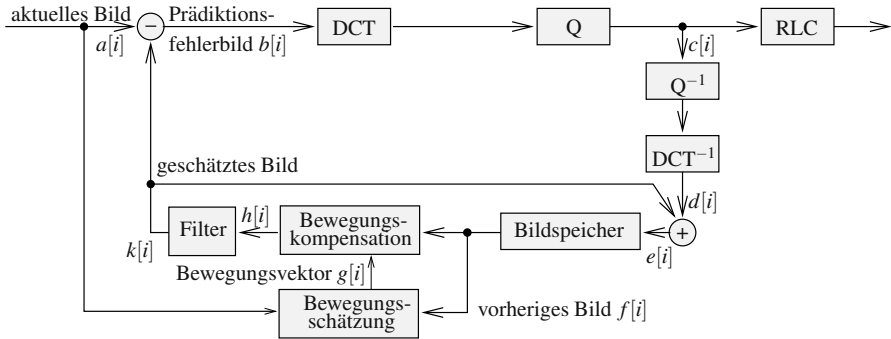 aktuelles Bild
a[i]
−
Prädiktions-
fehlerbild b[i]
DCT
Q
c[i]
RLC
Q⁻¹
DCT⁻¹
geschätztes Bild
d[i]
k[i]
Filter
h[i]
Bewegungs-
kompensation
Bildspeicher
e[i]
+
Bewegungsvektor g[i]
Bewegungs-
schätzung
vorheriges Bild f[i]